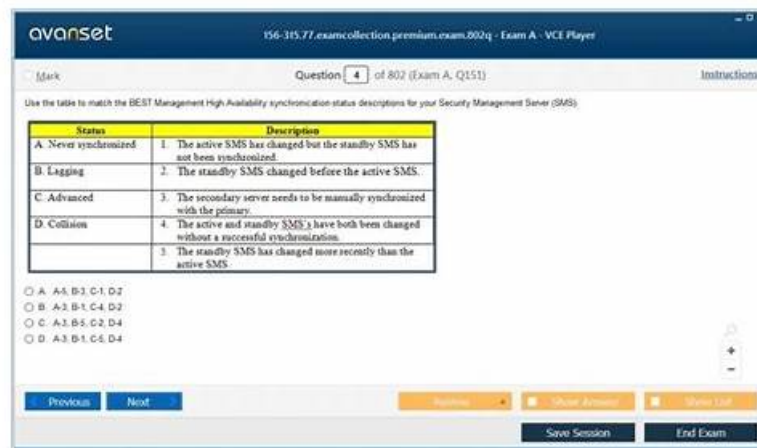 avanset
156-315.77.examcollection.premium.exam.802q - Exam A - VCE Player
Mark
Question 4 of 802 (Exam A, Q151)
Instructions
Use the table to match the BEST Management High Availability synchronication status descriptions for your Security Management Server (SMS)
Status Description
A. Never synchronized 1. The active SMS has changed but the standby SMS has
not been synchronized.
B. Lagging 2. The standby SMS changed before the active SMS.
C. Advanced 3. The secondary server needs to be manually synchronized
with the primary.
D. Collision 4. The active and standby SMS's have both been changed
without a successful synchronization.
5. The standby SMS has changed more recently than the
active SMS
A. A-5, B-3, C-1, D-2
B. A-3, B-1, C-4, D-2
C. A-3, B-5, C-2, D-4
D. A-3, B-1, C-5, D-4
+
-
Previous Next Review Show Answer Show List
Save Session End Exam